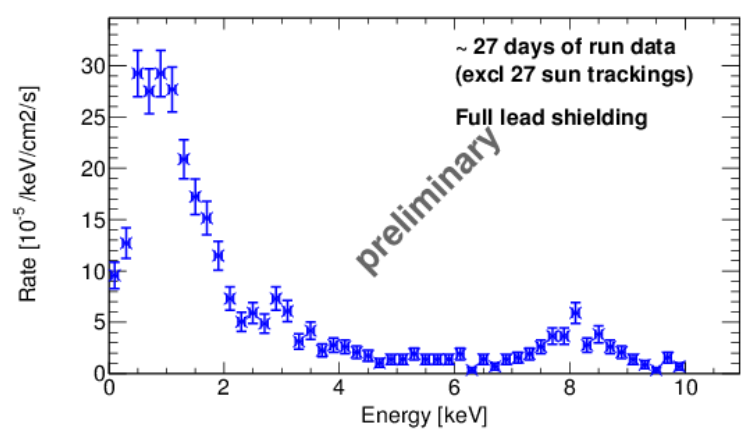 ~ 27 days of run data
(excl 27 sun trackings)
Full lead shielding
preliminary
Rate [10⁻⁵ /keV/cm2/s]
30
25
20
15
10
5
0
0 2 4 6 8 10
Energy [keV]